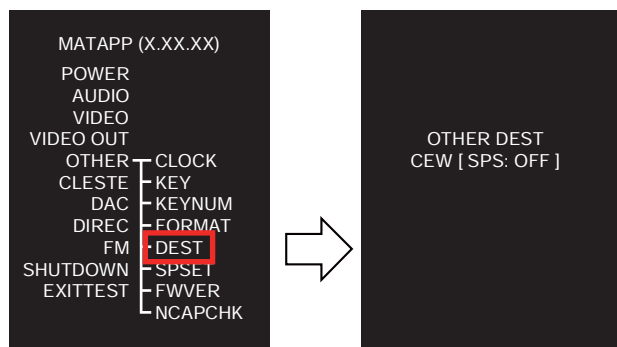 MATAPP (X.XX.XX)
POWER
AUDIO
VIDEO
VIDEO OUT
OTHER
CLESTE
DAC
DIREC
FM
SHUTDOWN
EXITTEST
CLOCK
KEY
KEYNUM
FORMAT
DEST
SPSET
FWVER
NCAPCHK
OTHER DEST
CEW [ SPS: OFF ]